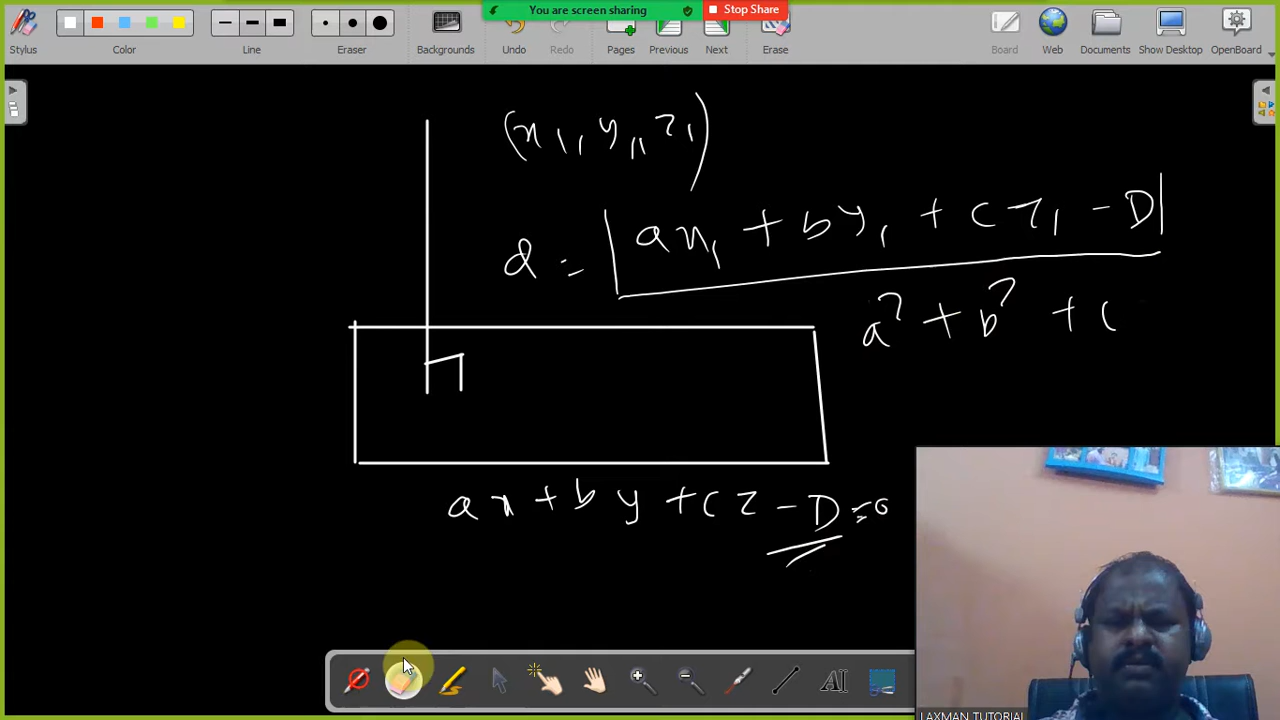 You are screen sharing
Stop Share
Stylus
Color
Line
Eraser
Backgrounds
Undo
Redo
Pages
Previous
Next
Erase
Board
Web
Documents
Show Desktop
OpenBoard
(x₁, y₁, z₁)
d = |ax₁ + by₁ + cz₁ - D|
a² + b² + c
ax + by + cz - D = 0
AI
LAXMAN TUTORIAL